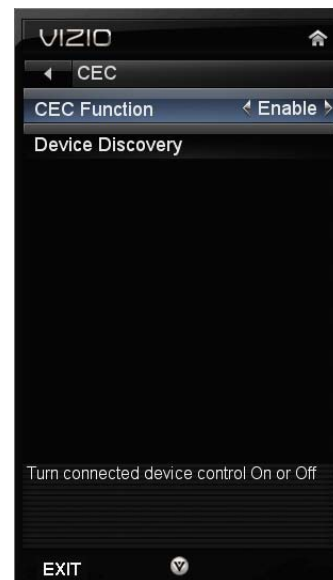 VIZIO
CEC
CEC Function Enable
Device Discovery
Turn connected device control On or Off
EXIT
V